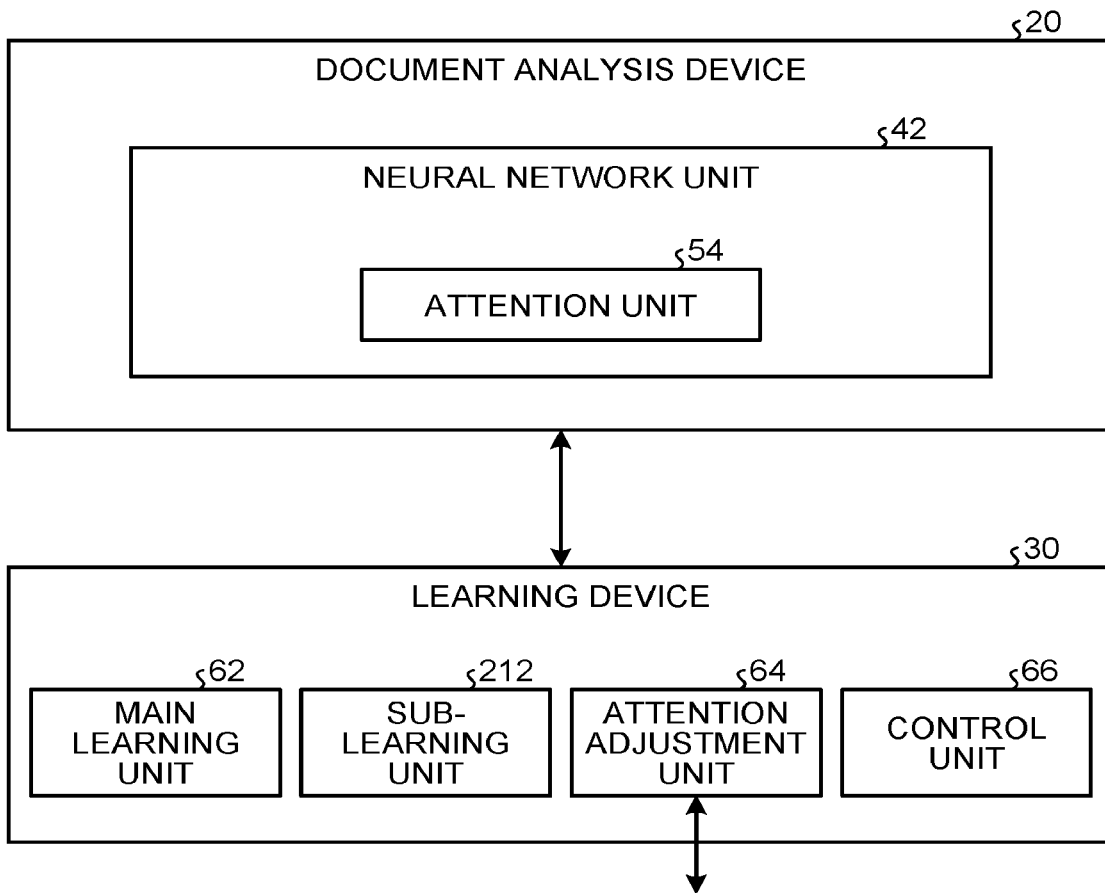 20
DOCUMENT ANALYSIS DEVICE
42
NEURAL NETWORK UNIT
54
ATTENTION UNIT
30
LEARNING DEVICE
62
MAIN
LEARNING
UNIT
212
SUB-
LEARNING
UNIT
64
ATTENTION
ADJUSTMENT
UNIT
66
CONTROL
UNIT